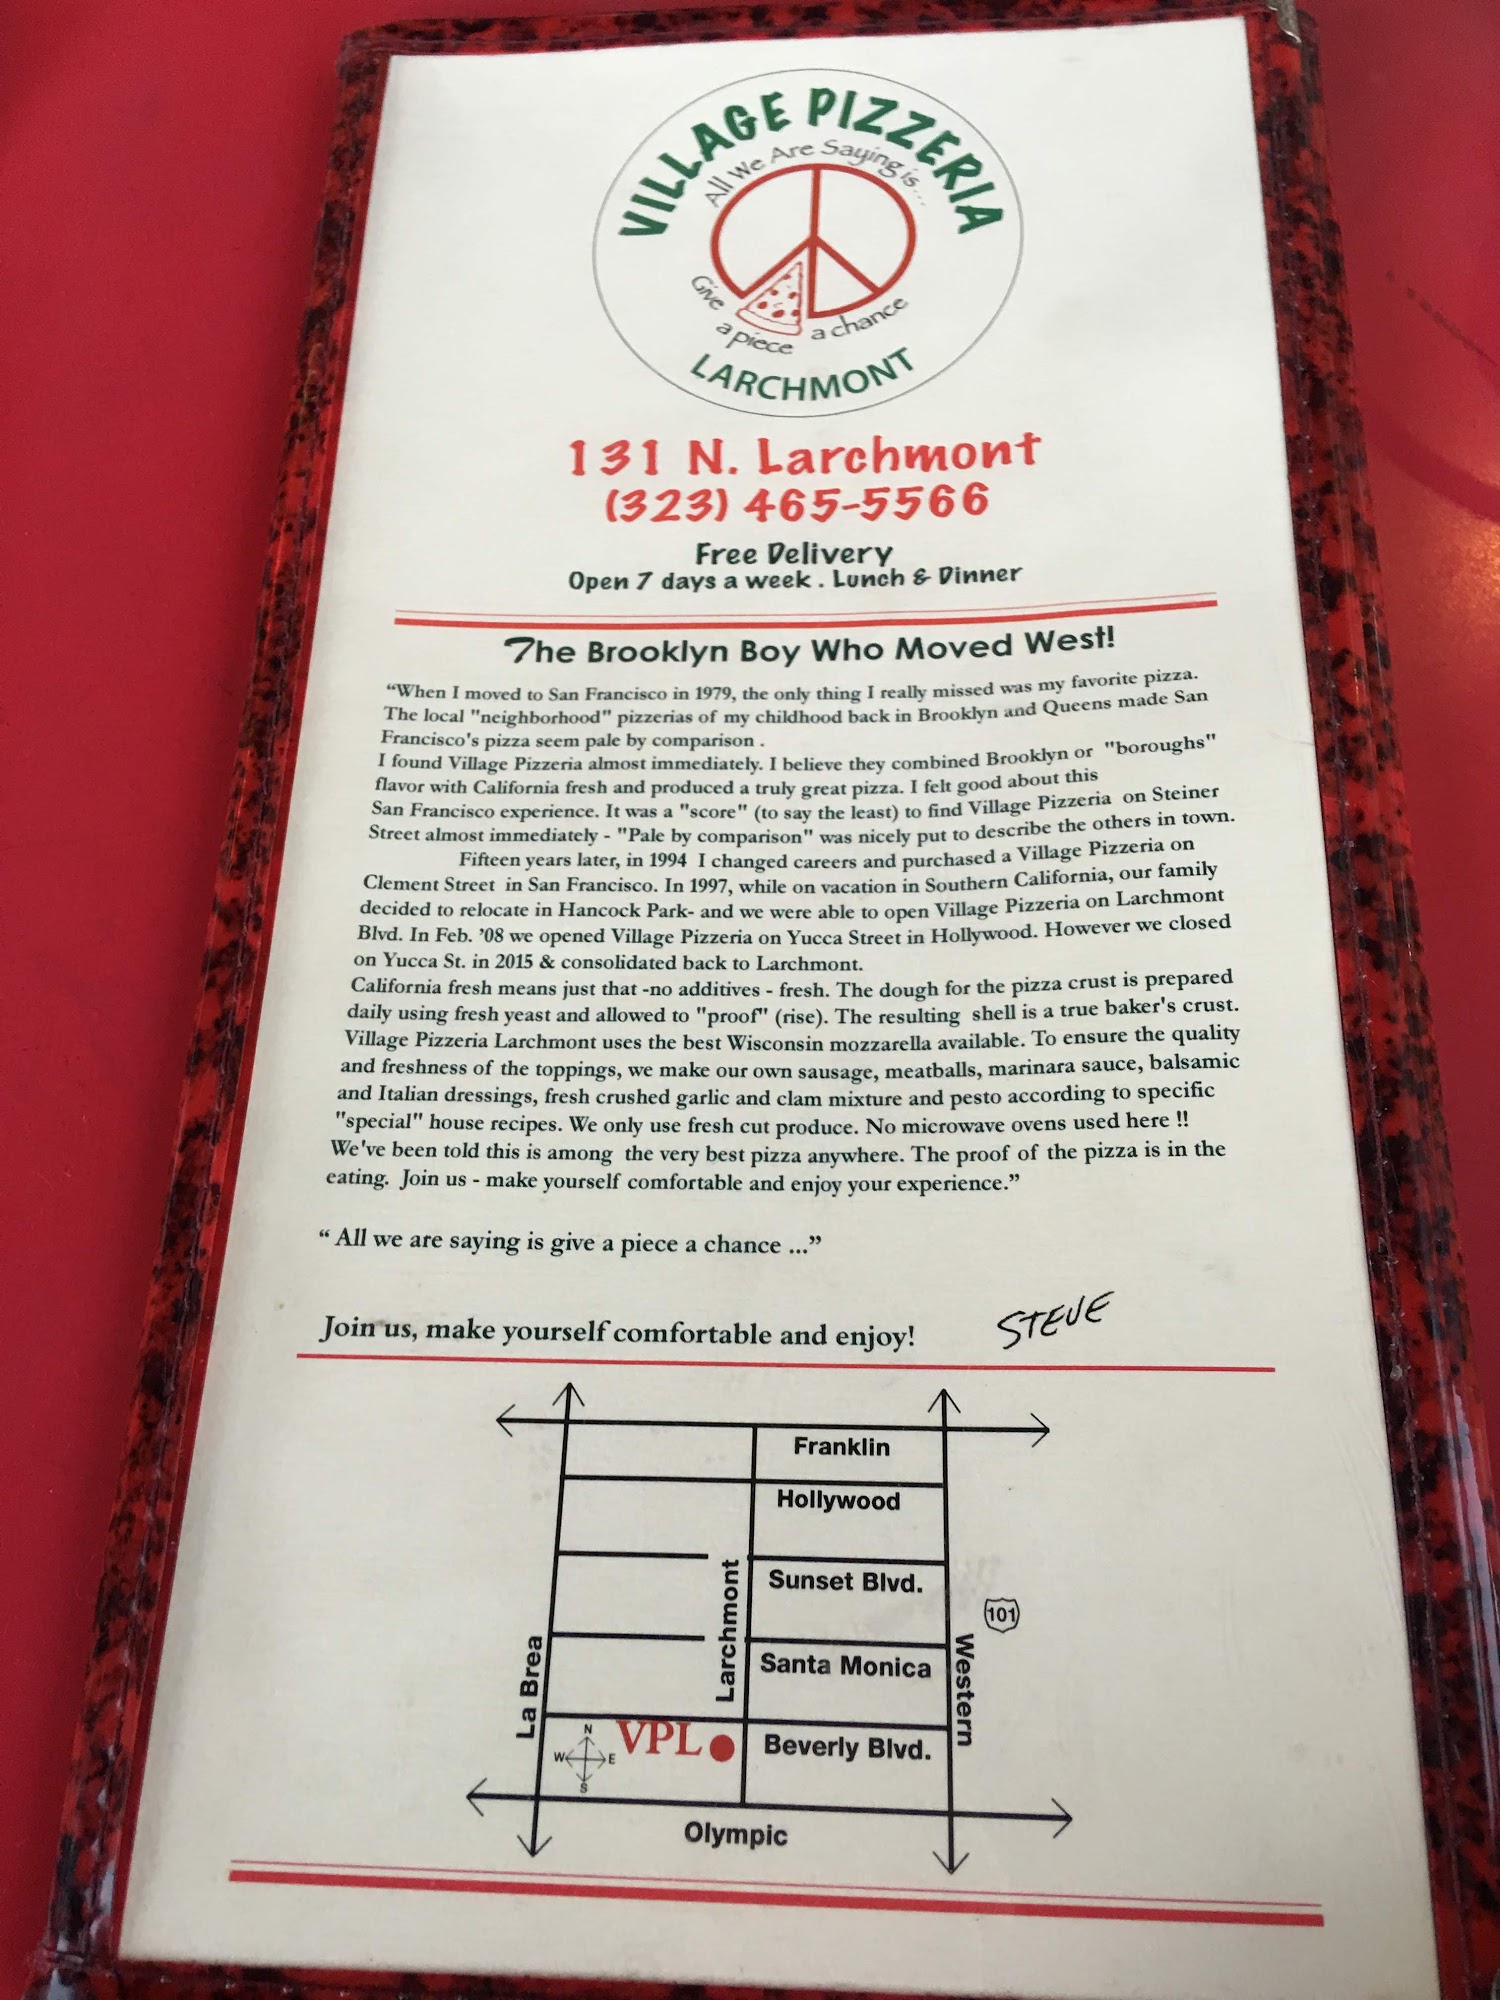 VILLAGE PIZZERIA
All We Are Saying is....
Give a piece a chance
LARCHMONT
131 N. Larchmont
(323) 465-5566
Free Delivery
Open 7 days a week . Lunch & Dinner
The Brooklyn Boy Who Moved West!
“When I moved to San Francisco in 1979, the only thing I really missed was my favorite pizza.
The local "neighborhood" pizzerias of my childhood back in Brooklyn and Queens made San
Francisco's pizza seem pale by comparison .
I found Village Pizzeria almost immediately. I believe they combined Brooklyn or "boroughs"
flavor with California fresh and produced a truly great pizza. I felt good about this
San Francisco experience. It was a "score" (to say the least) to find Village Pizzeria on Steiner
Street almost immediately - "Pale by comparison" was nicely put to describe the others in town.
Fifteen years later, in 1994 I changed careers and purchased a Village Pizzeria on
Clement Street in San Francisco. In 1997, while on vacation in Southern California, our family
decided to relocate in Hancock Park- and we were able to open Village Pizzeria on Larchmont
Blvd. In Feb. ’08 we opened Village Pizzeria on Yucca Street in Hollywood. However we closed
on Yucca St. in 2015 & consolidated back to Larchmont.
California fresh means just that -no additives - fresh. The dough for the pizza crust is prepared
daily using fresh yeast and allowed to "proof" (rise). The resulting shell is a true baker's crust.
Village Pizzeria Larchmont uses the best Wisconsin mozzarella available. To ensure the quality
and freshness of the toppings, we make our own sausage, meatballs, marinara sauce, balsamic
and Italian dressings, fresh crushed garlic and clam mixture and pesto according to specific
"special" house recipes. We only use fresh cut produce. No microwave ovens used here !!
We've been told this is among the very best pizza anywhere. The proof of the pizza is in the
eating. Join us - make yourself comfortable and enjoy your experience.”
“ All we are saying is give a piece a chance ...”
Join us, make yourself comfortable and enjoy! STEVE
Franklin
Hollywood
Sunset Blvd.
101
Larchmont
Santa Monica
La Brea
Western
N
W E
S
VPL
Beverly Blvd.
Olympic